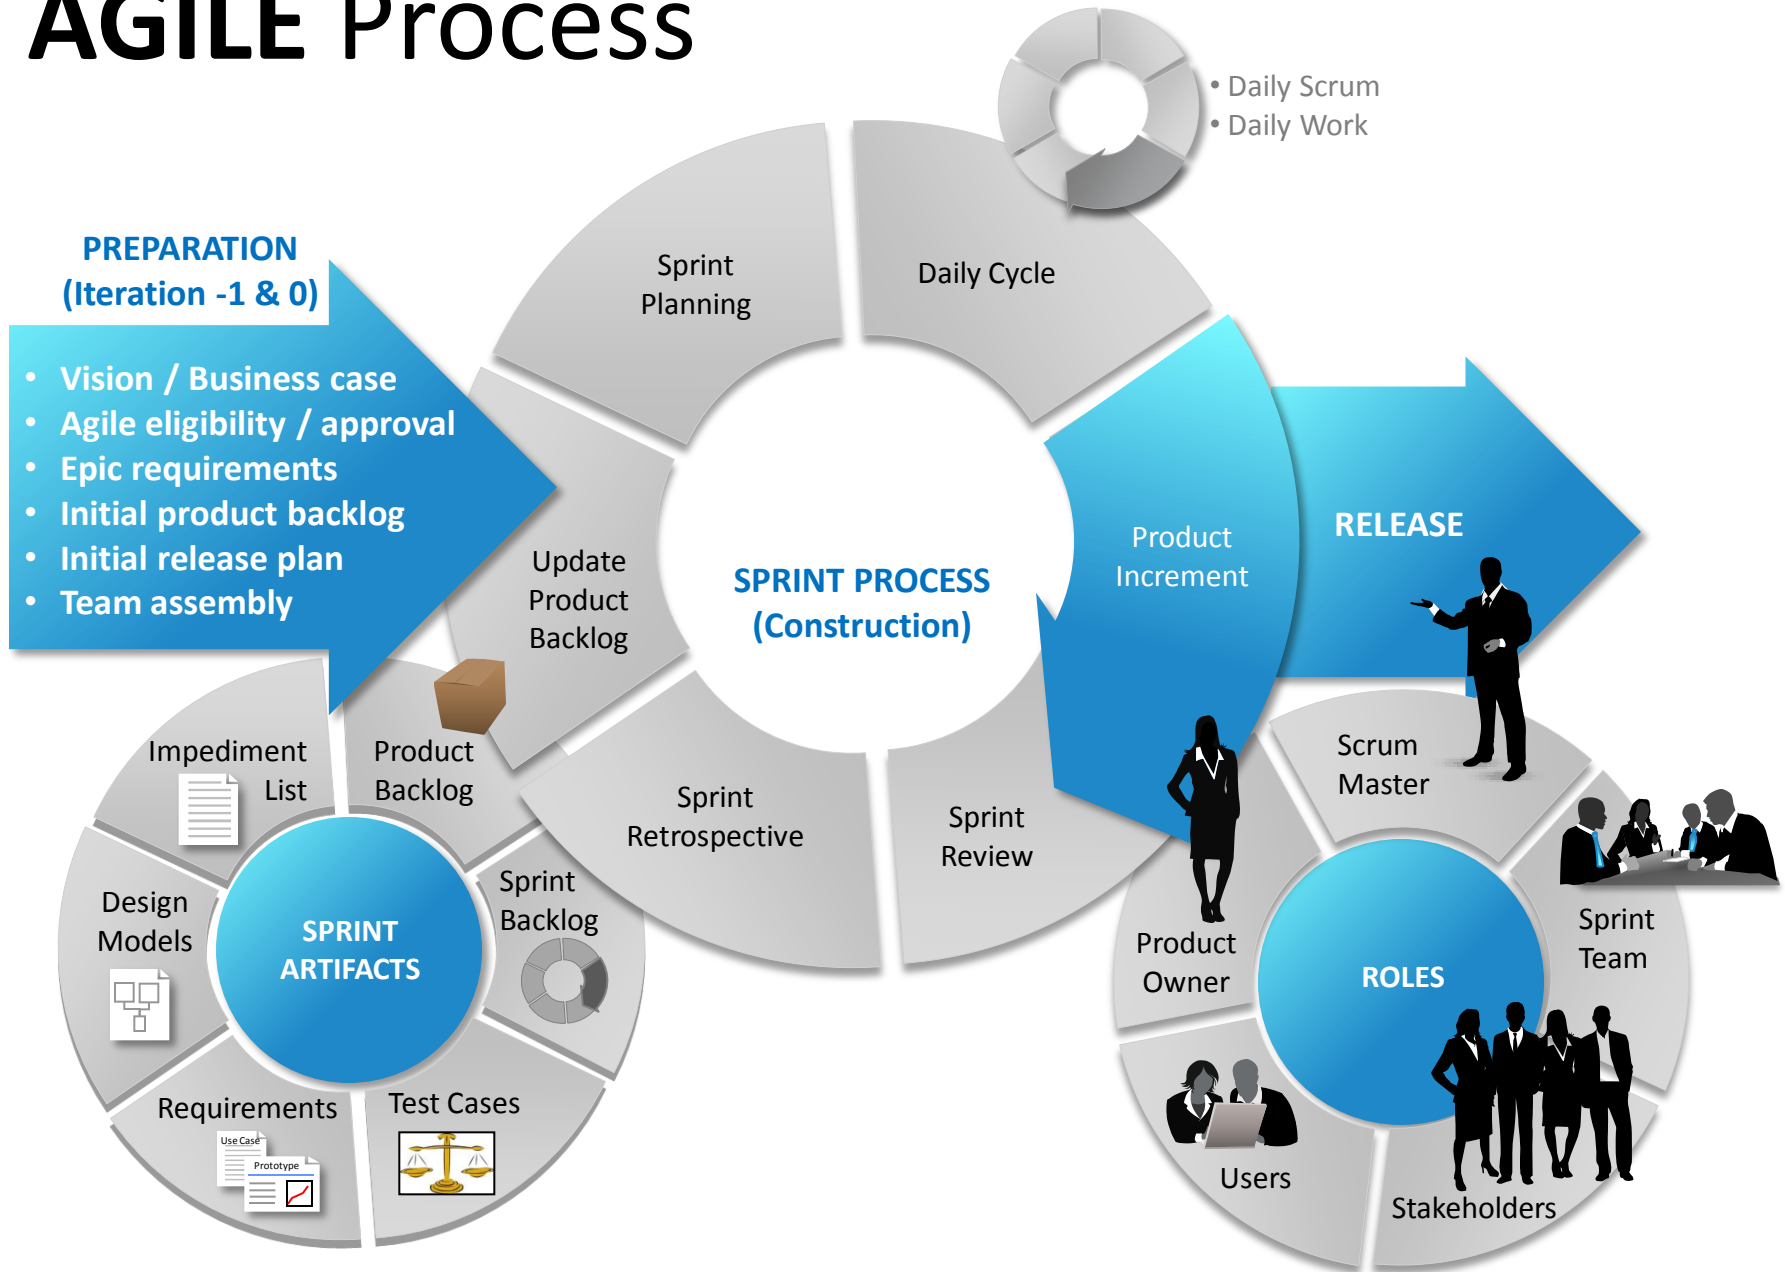 AGILE Process
• Daily Scrum
• Daily Work
PREPARATION
(Iteration -1 & 0)
• Vision / Business case
• Agile eligibility / approval
• Epic requirements
• Initial product backlog
• Initial release plan
• Team assembly
Sprint
Planning
Daily Cycle
Update
Product
Backlog
SPRINT PROCESS
(Construction)
Product
Increment
RELEASE
Sprint
Retrospective
Sprint
Review
Impediment
List
Product
Backlog
Design
Models
SPRINT
ARTIFACTS
Sprint
Backlog
Requirements
Use Case
Prototype
Test Cases
Scrum
Master
Product
Owner
ROLES
Sprint
Team
Users
Stakeholders